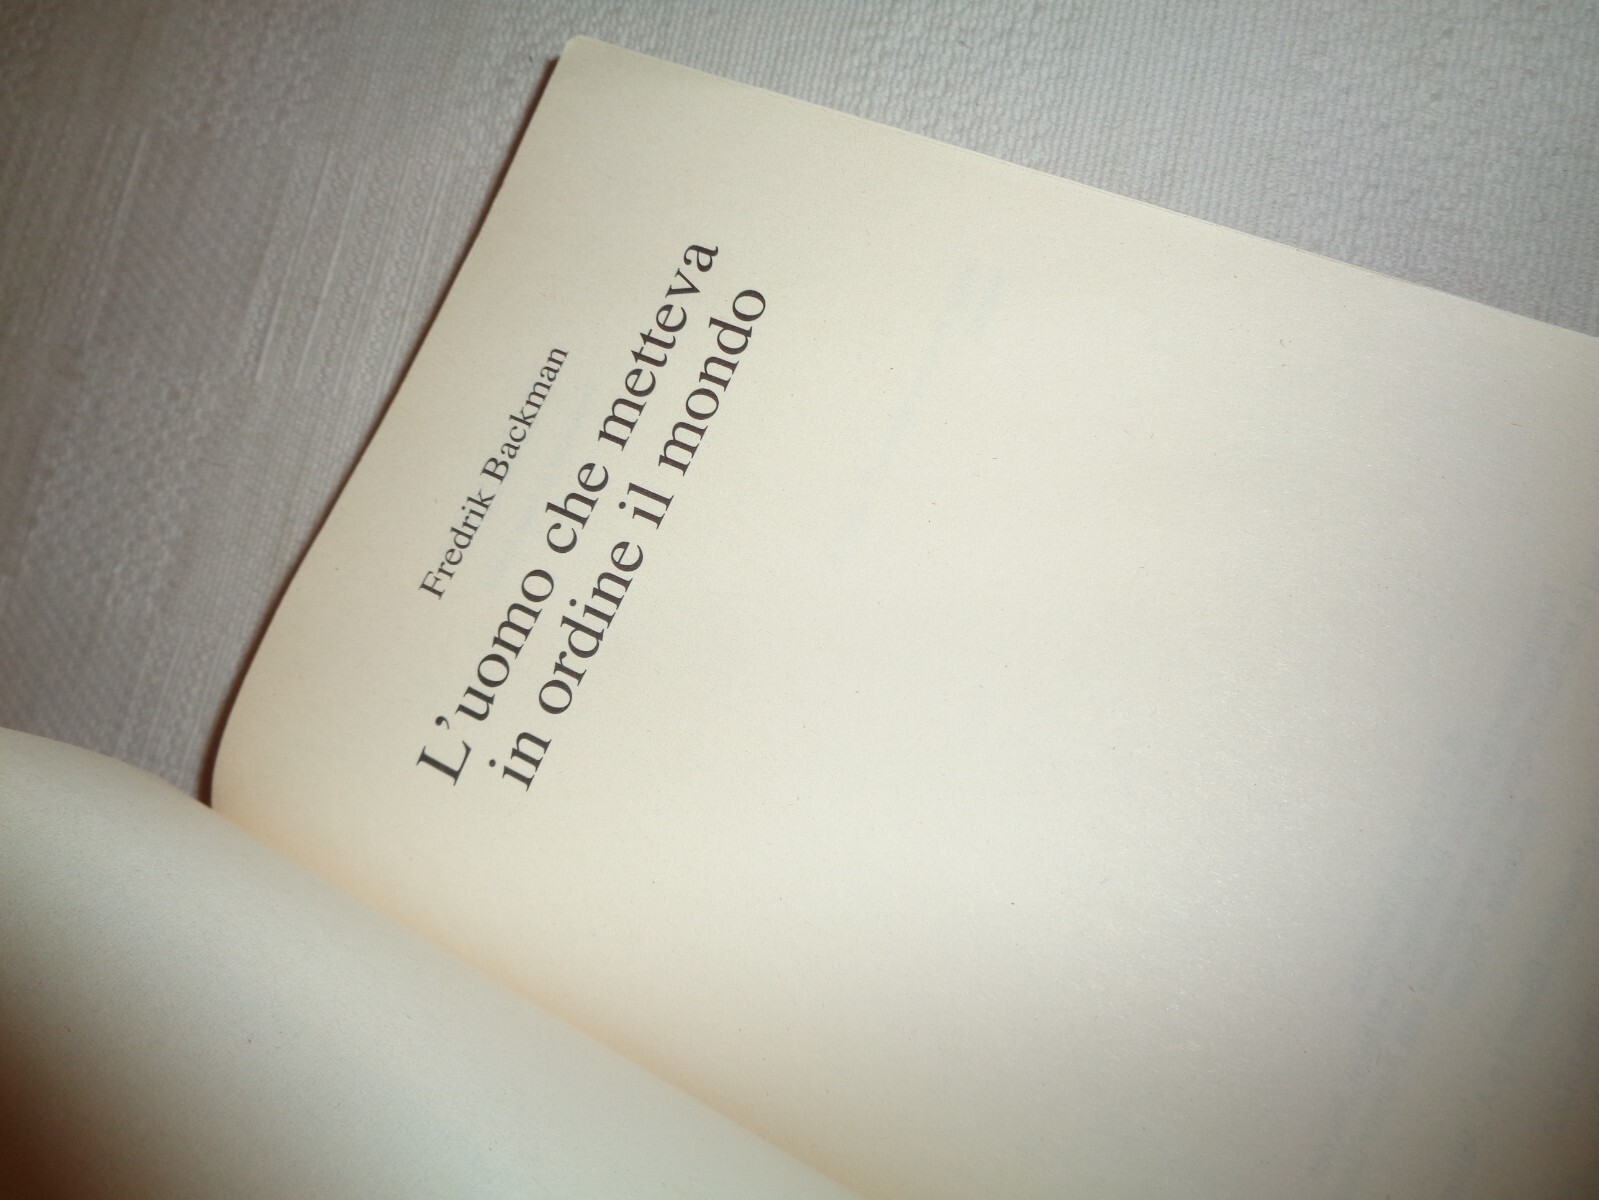 Fredrik Backman
L'uomo che metteva
in ordine il mondo